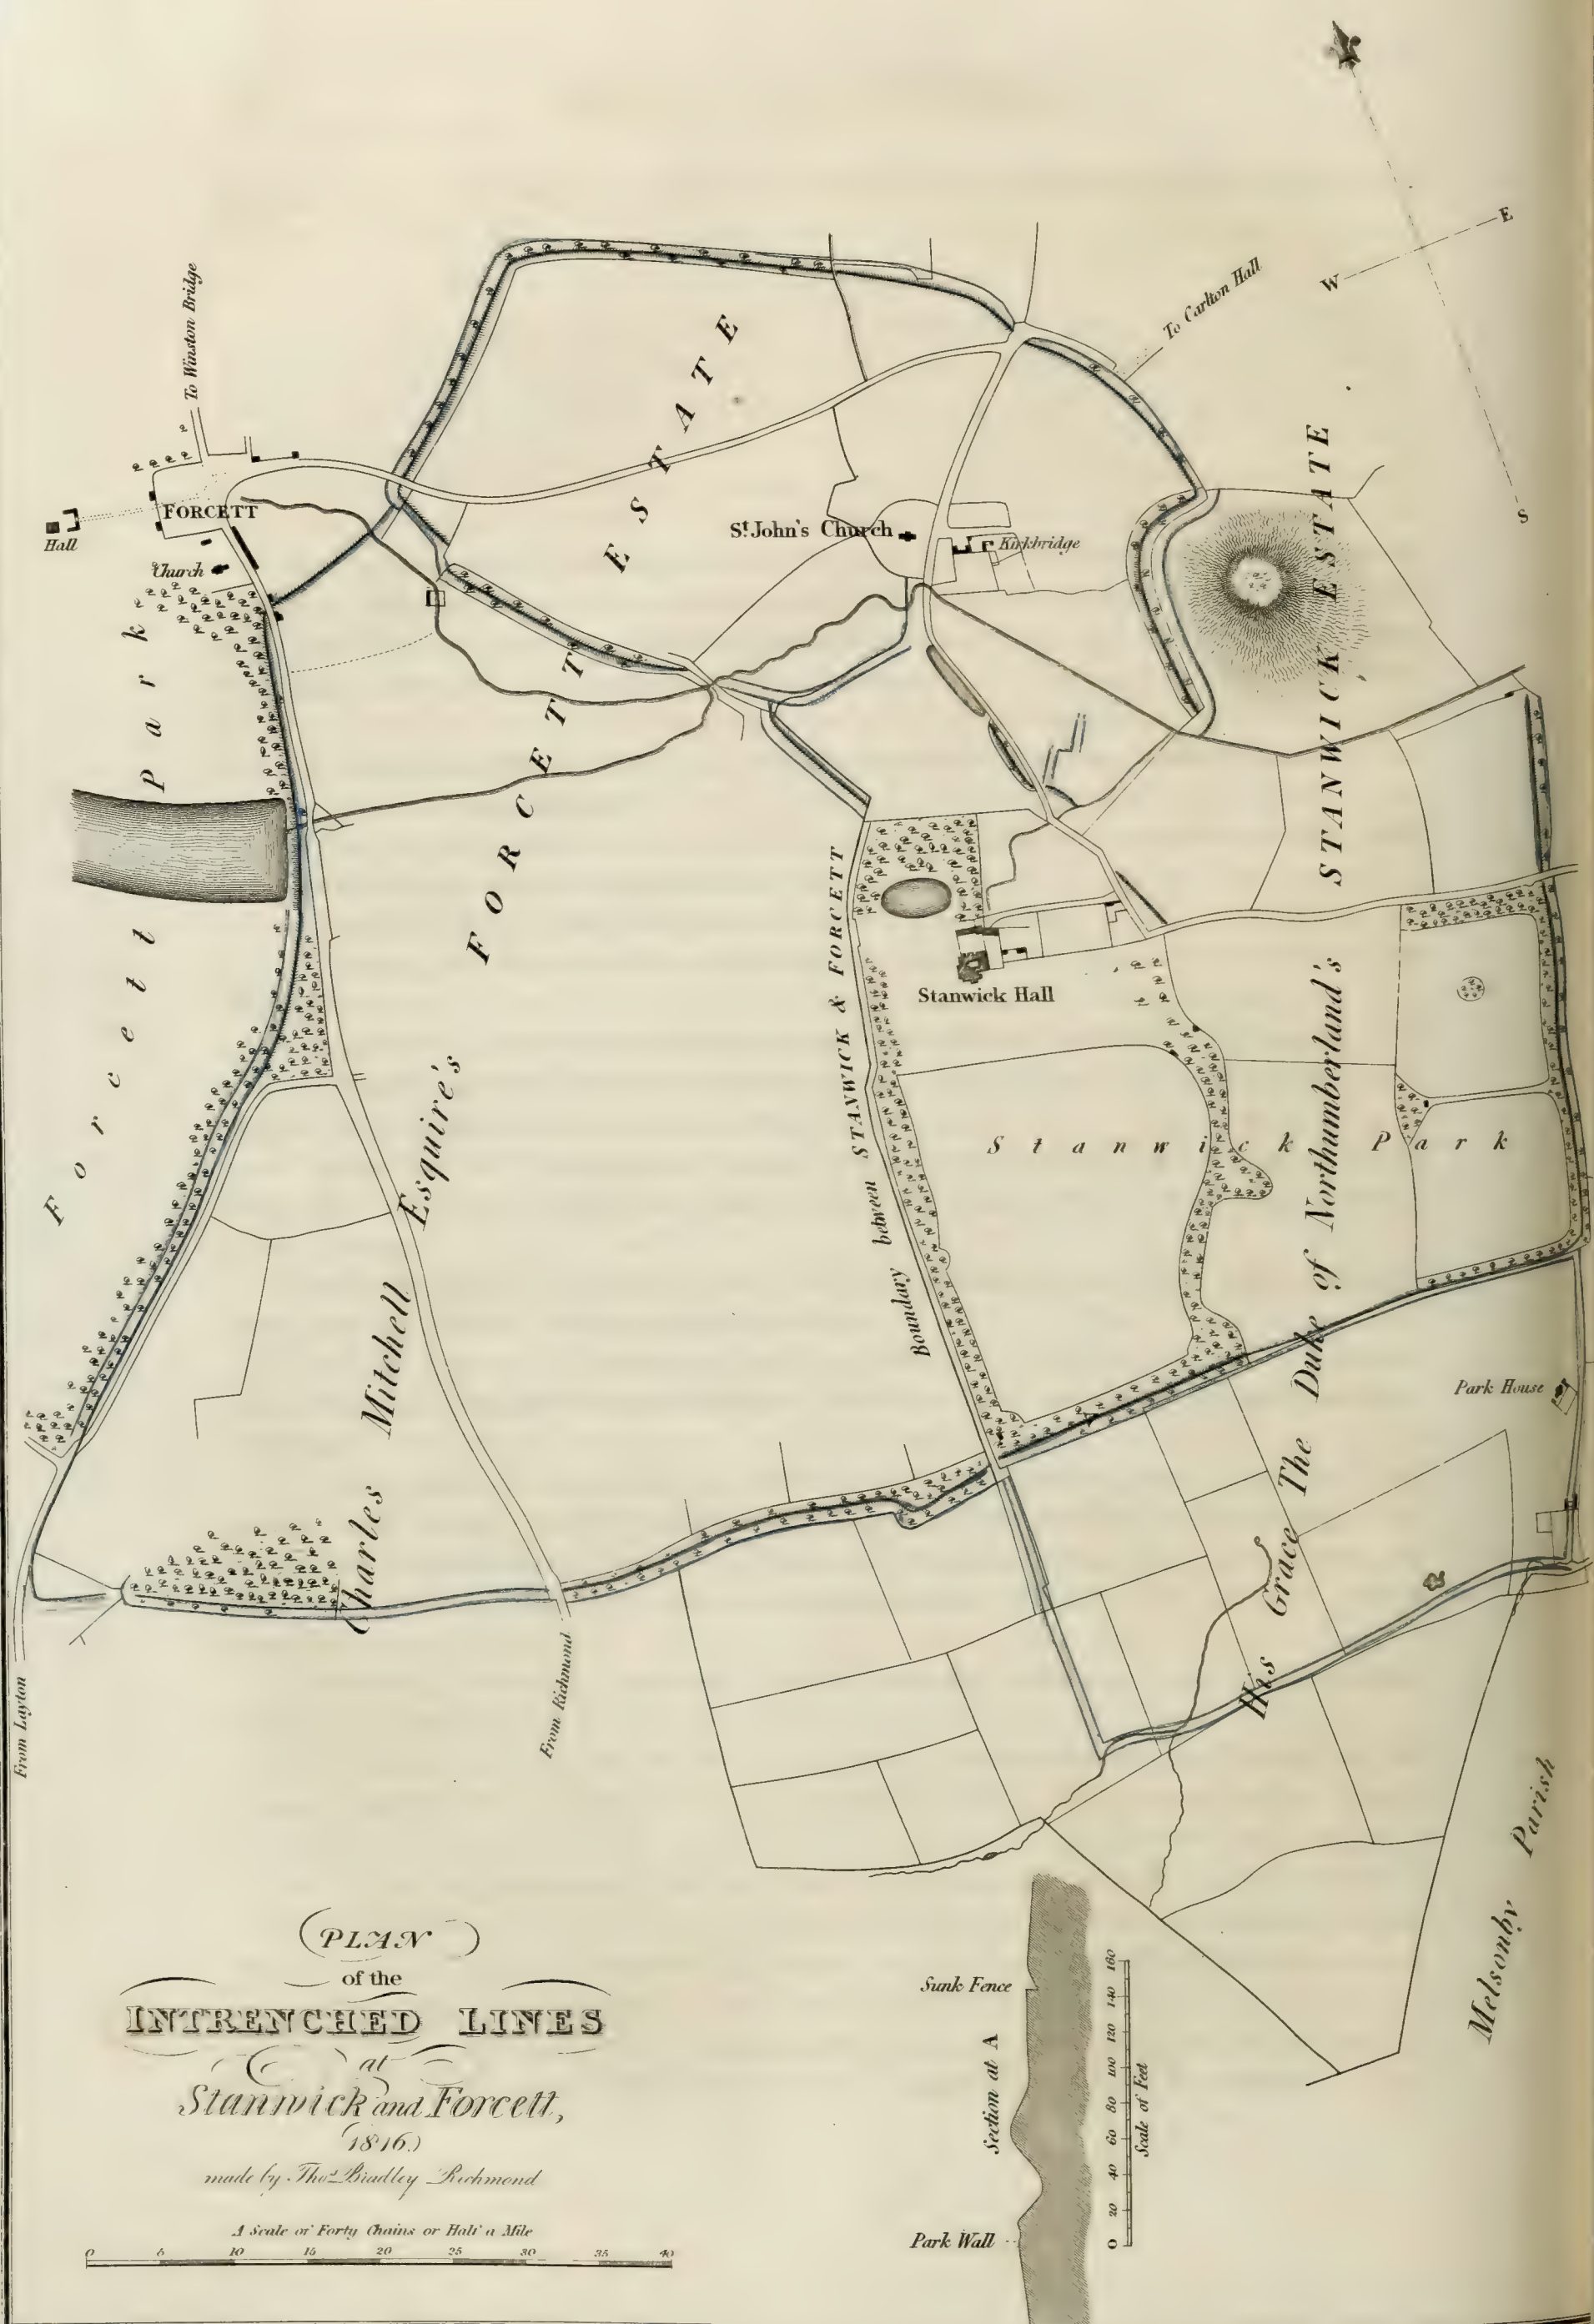 E
W
S
To Winston Bridge
To Carlton Hall
FORCETT
Hall
Church
St. John's Church
Kirkbridge
Forcett Park
FORCETT ESTATE
Charles Mitchell Esquire's
STANWICK ESTATE
His Grace The Duke of Northumberland's
Boundary between STANWICK & FORCETT
Stanwick Hall
Stanwick Park
Park House
A
From Layton
From Richmond
Melsonby Parish
PLAN
of the
INTRENCHED LINES
at
Stanwick and Forcett,
(1816)
made by Thos. Bradley Richmond
A Scale of Forty Chains or Half a Mile
0 5 10 15 20 25 30 35 40
Sunk Fence
Section at A
Park Wall
0 20 40 60 80 100 120 140 160
Scale of Feet